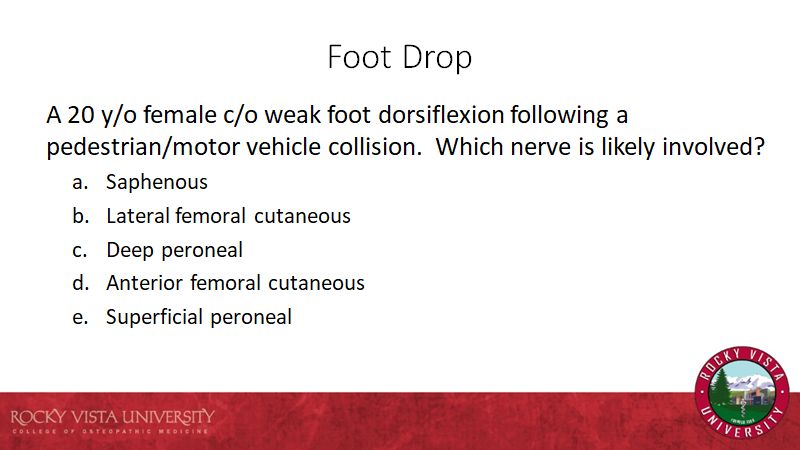 Foot Drop
A 20 y/o female c/o weak foot dorsiflexion following a
pedestrian/motor vehicle collision.  Which nerve is likely involved?
a. Saphenous
b. Lateral femoral cutaneous
c. Deep peroneal
d. Anterior femoral cutaneous
e. Superficial peroneal
ROCKY VISTA UNIVERSITY
COLLEGE OF OSTEOPATHIC MEDICINE
ROCKY VISTA
UNIVERSITY